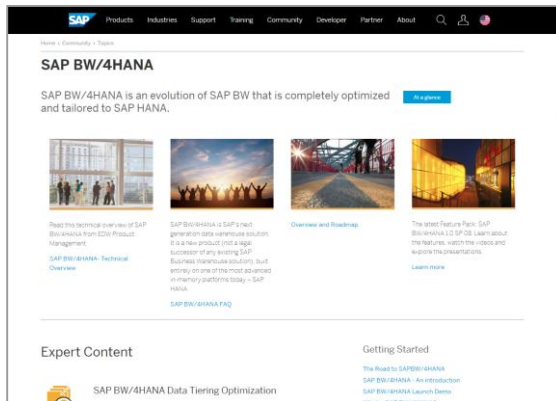 SAP Products Industries Support Training Community Developer Partner About
Home > Community > Topics
SAP BW/4HANA
SAP BW/4HANA is an evolution of SAP BW that is completely optimized
and tailored to SAP HANA.
At a glance
Read this technical overview of SAP
BW/4HANA from EDW Product
Management
SAP BW/4HANA- Technical
Overview
SAP BW/4HANA is SAP's next
generation data warehouse solution.
It is a new product (not a legal
successor of any existing SAP
Business Warehouse solution), built
entirely on one of the most advanced
in-memory platforms today – SAP
HANA.
SAP BW/4HANA FAQ
Overview and Roadmap
The latest Feature Pack: SAP
BW/4HANA 1.0 SP 08. Learn about
the features, watch the videos and
explore the presentations.
Learn more
Expert Content
SAP BW/4HANA Data Tiering Optimization
Getting Started
The Road to SAPBW/4HANA
SAP BW/4HANA - An introduction
SAP BW/4HANA Launch Demo